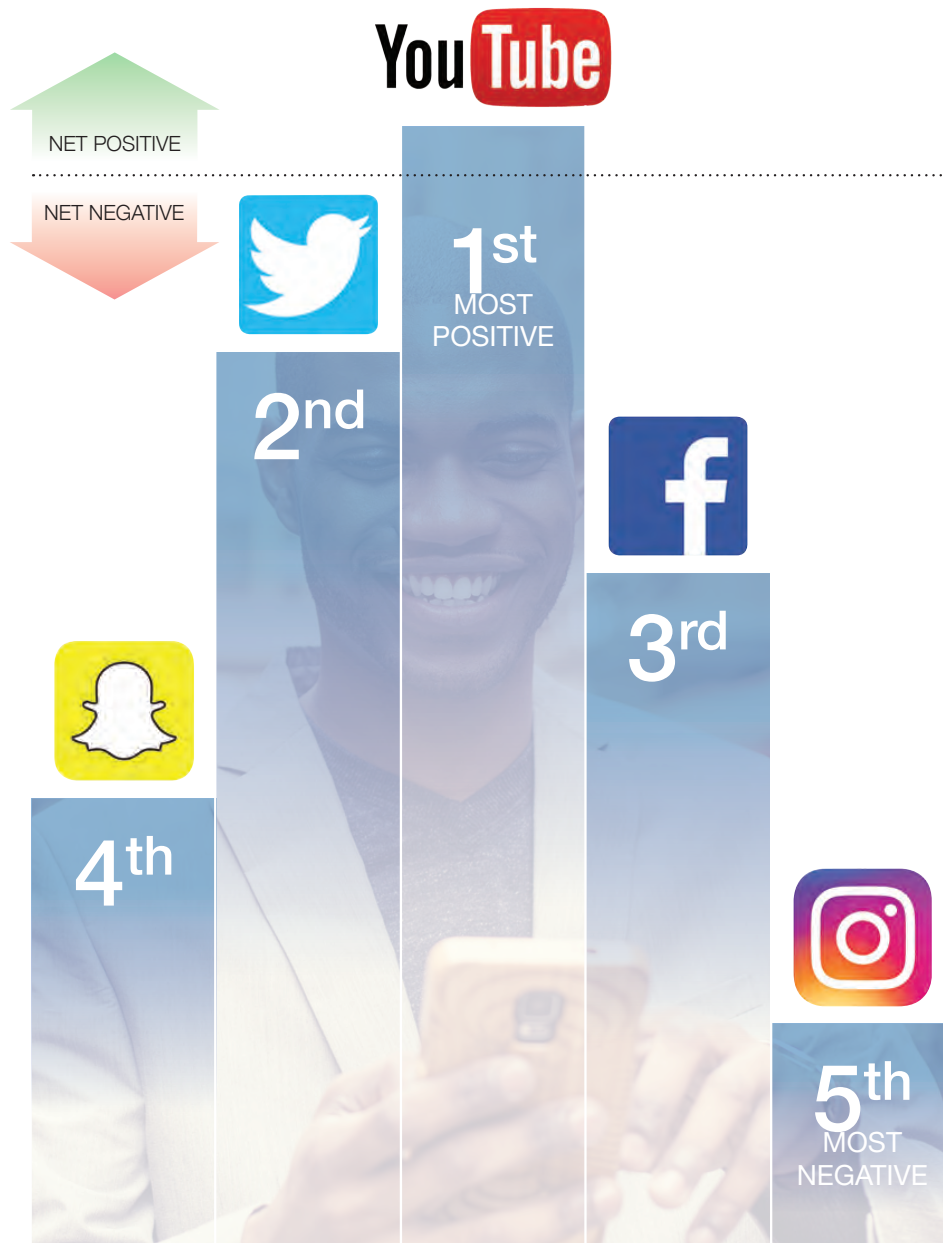 YouTube
NET POSITIVE
NET NEGATIVE
1st
MOST
POSITIVE
2nd
3rd
4th
5th
MOST
NEGATIVE